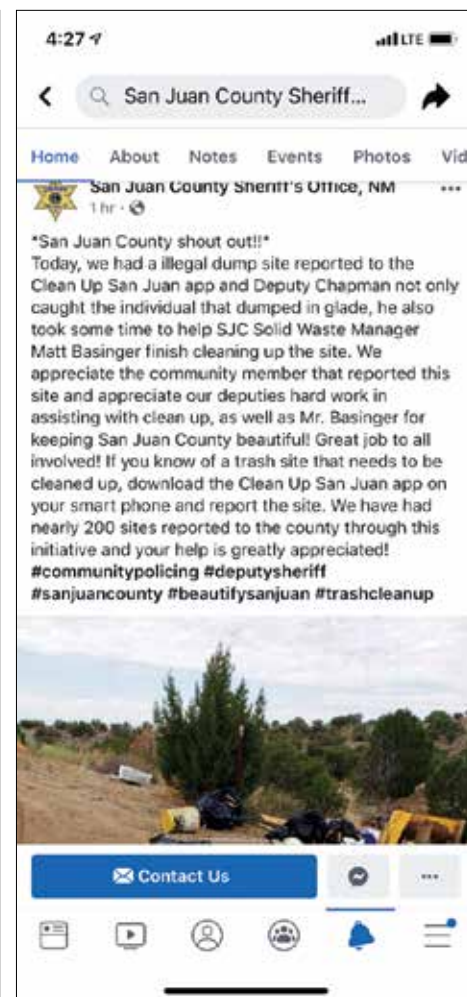 4:27
LTE
San Juan County Sheriff...
Home About Notes Events Photos Vid
San Juan County Sheriff's Office, NM
1 hr ·
*San Juan County shout out!!*
Today, we had a illegal dump site reported to the
Clean Up San Juan app and Deputy Chapman not only
caught the individual that dumped in glade, he also
took some time to help SJC Solid Waste Manager
Matt Basinger finish cleaning up the site. We
appreciate the community member that reported this
site and appreciate our deputies hard work in
assisting with clean up, as well as Mr. Basinger for
keeping San Juan County beautiful! Great job to all
involved! If you know of a trash site that needs to be
cleaned up, download the Clean Up San Juan app on
your smart phone and report the site. We have had
nearly 200 sites reported to the county through this
initiative and your help is greatly appreciated!
#communitypolicing #deputysheriff
#sanjuancounty #beautifysanjuan #trashcleanup
Contact Us